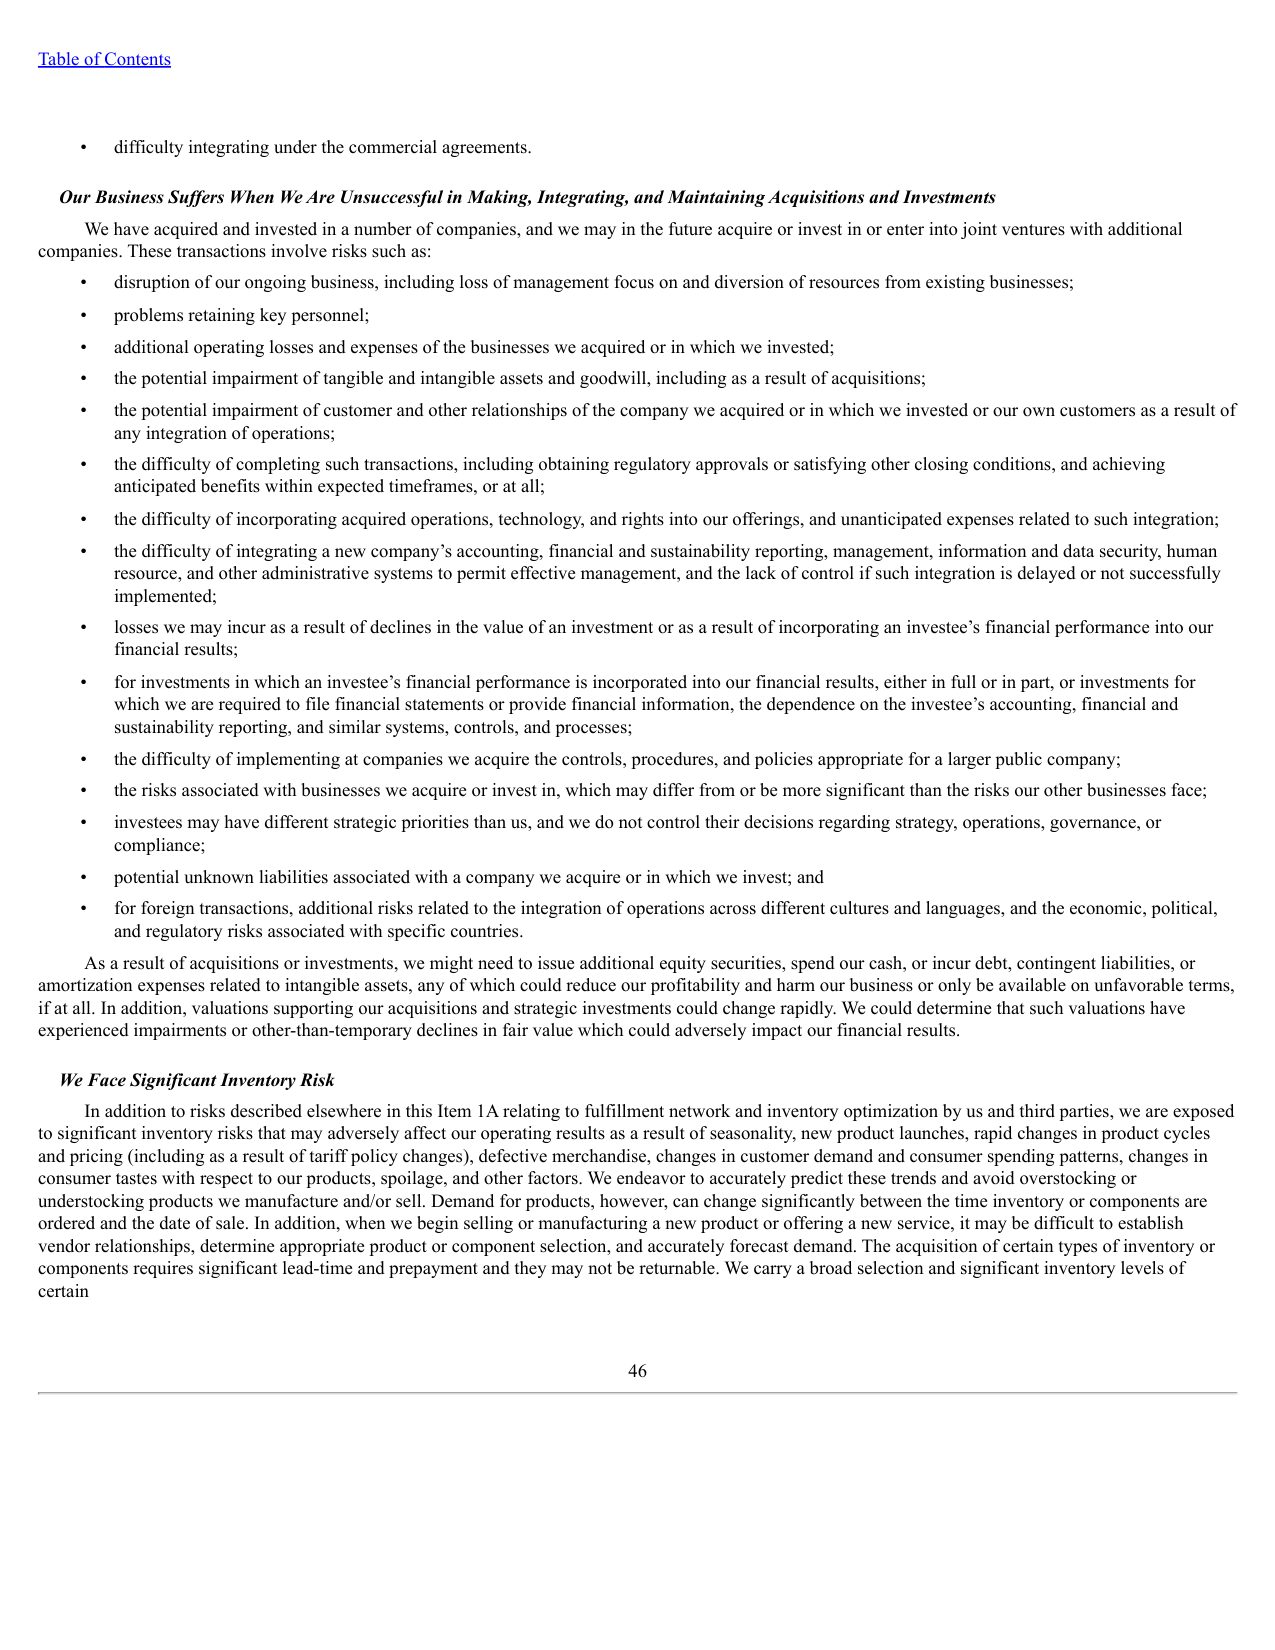 Table of Contents
• difficulty integrating under the commercial agreements.
Our Business Suffers When We Are Unsuccessful in Making, Integrating, and Maintaining Acquisitions and Investments
We have acquired and invested in a number of companies, and we may in the future acquire or invest in or enter into joint ventures with additional
companies. These transactions involve risks such as:
• disruption of our ongoing business, including loss of management focus on and diversion of resources from existing businesses;
• problems retaining key personnel;
• additional operating losses and expenses of the businesses we acquired or in which we invested;
• the potential impairment of tangible and intangible assets and goodwill, including as a result of acquisitions;
• the potential impairment of customer and other relationships of the company we acquired or in which we invested or our own customers as a result of
any integration of operations;
• the difficulty of completing such transactions, including obtaining regulatory approvals or satisfying other closing conditions, and achieving
anticipated benefits within expected timeframes, or at all;
• the difficulty of incorporating acquired operations, technology, and rights into our offerings, and unanticipated expenses related to such integration;
• the difficulty of integrating a new company’s accounting, financial and sustainability reporting, management, information and data security, human
resource, and other administrative systems to permit effective management, and the lack of control if such integration is delayed or not successfully
implemented;
• losses we may incur as a result of declines in the value of an investment or as a result of incorporating an investee’s financial performance into our
financial results;
• for investments in which an investee’s financial performance is incorporated into our financial results, either in full or in part, or investments for
which we are required to file financial statements or provide financial information, the dependence on the investee’s accounting, financial and
sustainability reporting, and similar systems, controls, and processes;
• the difficulty of implementing at companies we acquire the controls, procedures, and policies appropriate for a larger public company;
• the risks associated with businesses we acquire or invest in, which may differ from or be more significant than the risks our other businesses face;
• investees may have different strategic priorities than us, and we do not control their decisions regarding strategy, operations, governance, or
compliance;
• potential unknown liabilities associated with a company we acquire or in which we invest; and
• for foreign transactions, additional risks related to the integration of operations across different cultures and languages, and the economic, political,
and regulatory risks associated with specific countries.
As a result of acquisitions or investments, we might need to issue additional equity securities, spend our cash, or incur debt, contingent liabilities, or
amortization expenses related to intangible assets, any of which could reduce our profitability and harm our business or only be available on unfavorable terms,
if at all. In addition, valuations supporting our acquisitions and strategic investments could change rapidly. We could determine that such valuations have
experienced impairments or other-than-temporary declines in fair value which could adversely impact our financial results.
We Face Significant Inventory Risk
In addition to risks described elsewhere in this Item 1A relating to fulfillment network and inventory optimization by us and third parties, we are exposed
to significant inventory risks that may adversely affect our operating results as a result of seasonality, new product launches, rapid changes in product cycles
and pricing (including as a result of tariff policy changes), defective merchandise, changes in customer demand and consumer spending patterns, changes in
consumer tastes with respect to our products, spoilage, and other factors. We endeavor to accurately predict these trends and avoid overstocking or
understocking products we manufacture and/or sell. Demand for products, however, can change significantly between the time inventory or components are
ordered and the date of sale. In addition, when we begin selling or manufacturing a new product or offering a new service, it may be difficult to establish
vendor relationships, determine appropriate product or component selection, and accurately forecast demand. The acquisition of certain types of inventory or
components requires significant lead-time and prepayment and they may not be returnable. We carry a broad selection and significant inventory levels of
certain
46